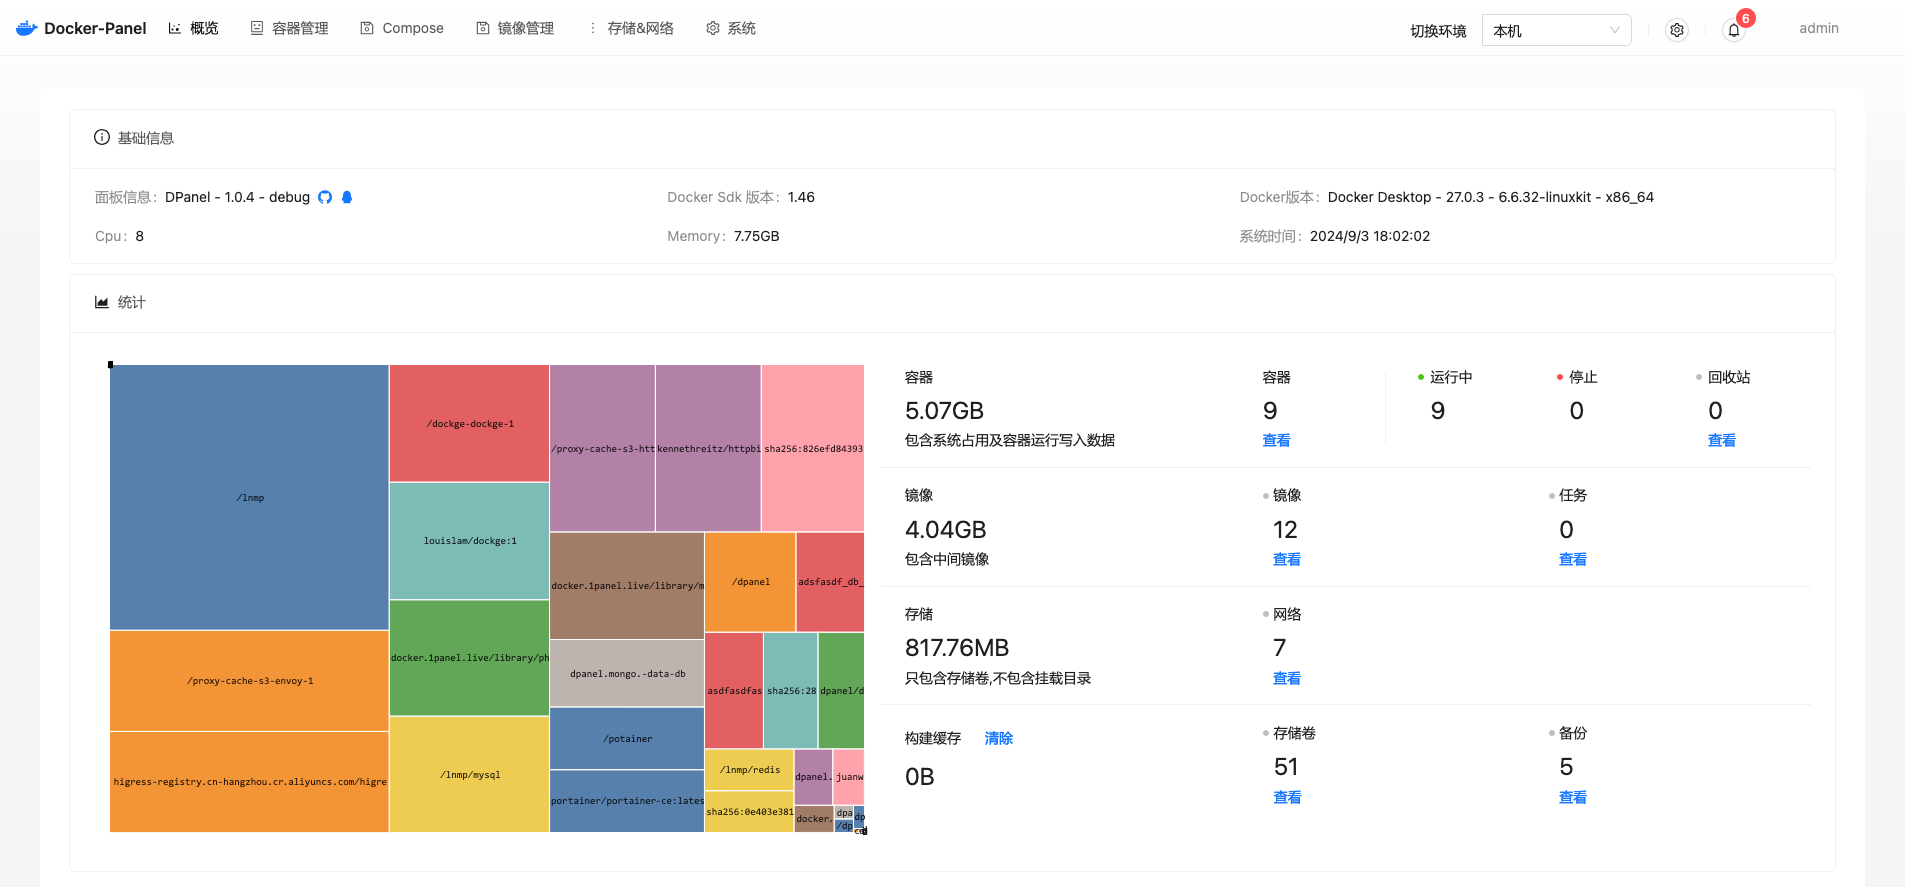 Docker-Panel 概览 容器管理 Compose 镜像管理 存储&网络 系统 切换环境 本机 6 admin
基础信息
面板信息: DPanel - 1.0.4 - debug Docker Sdk 版本: 1.46 Docker版本: Docker Desktop - 27.0.3 - 6.6.32-linuxkit - x86_64
Cpu: 8 Memory: 7.75GB 系统时间: 2024/9/3 18:02:02
统计
/lnmp
/proxy-cache-s3-envoy-1
higress-registry.cn-hangzhou.cr.aliyuncs.com/higre
/dockge-dockge-1
louislam/dockge:1
docker.1panel.live/library/ph
/lnmp/mysql
/proxy-cache-s3-htt
kennethreitz/httpbi
sha256:826efd84393
docker.1panel.live/library/m
/dpanel
adsfasdf_db_
dpanel.mongo.-data-db
asdfasdfas
sha256:28
dpanel/d
/potainer
portainer/portainer-ce:lates
/lnmp/redis
dpanel.
juanw
sha256:0e403e381
docker.
dpa
/dp
dp
容器 容器 运行中 停止 回收站
5.07GB 9 9 0 0
包含系统占用及容器运行写入数据 查看 查看
镜像 镜像 任务
4.04GB 12 0
包含中间镜像 查看 查看
存储 网络
817.76MB 7
只包含存储卷,不包含挂载目录 查看
构建缓存 清除 存储卷 备份
0B 51 5
查看 查看